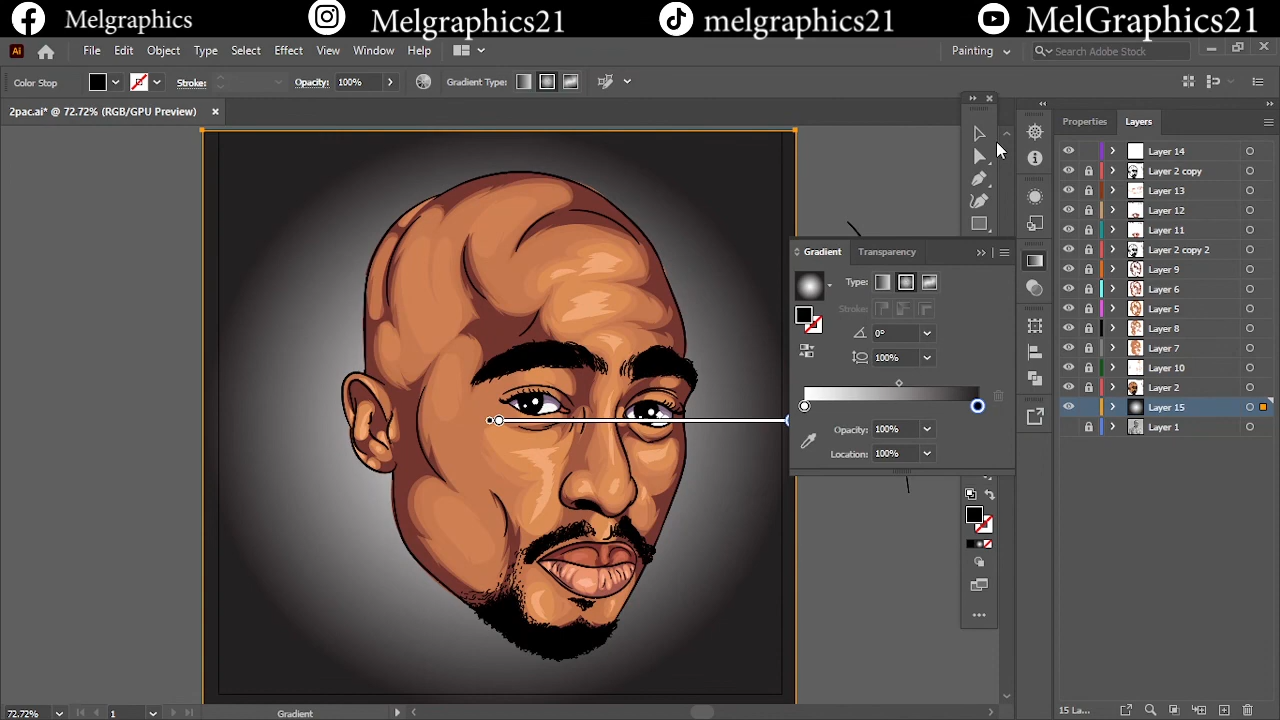 Melgraphics
Melgraphics21
melgraphics21
MelGraphics21
Ai File Edit Object Type Select Effect View Window Help
Painting
Search Adobe Stock
Color Stop
Stroke:
Opacity: 100%
Gradient Type:
2pac.ai* @ 72.72% (RGB/GPU Preview)
Properties Layers
Layer 14
Layer 2 copy
Layer 13
Layer 12
Layer 11
Layer 2 copy 2
Layer 9
Layer 6
Layer 5
Layer 8
Layer 7
Layer 10
Layer 2
Layer 15
Layer 1
Gradient Transparency
Type:
Stroke:
0°
100%
Opacity: 100%
Location: 100%
72.72%
1
Gradient
15 La...